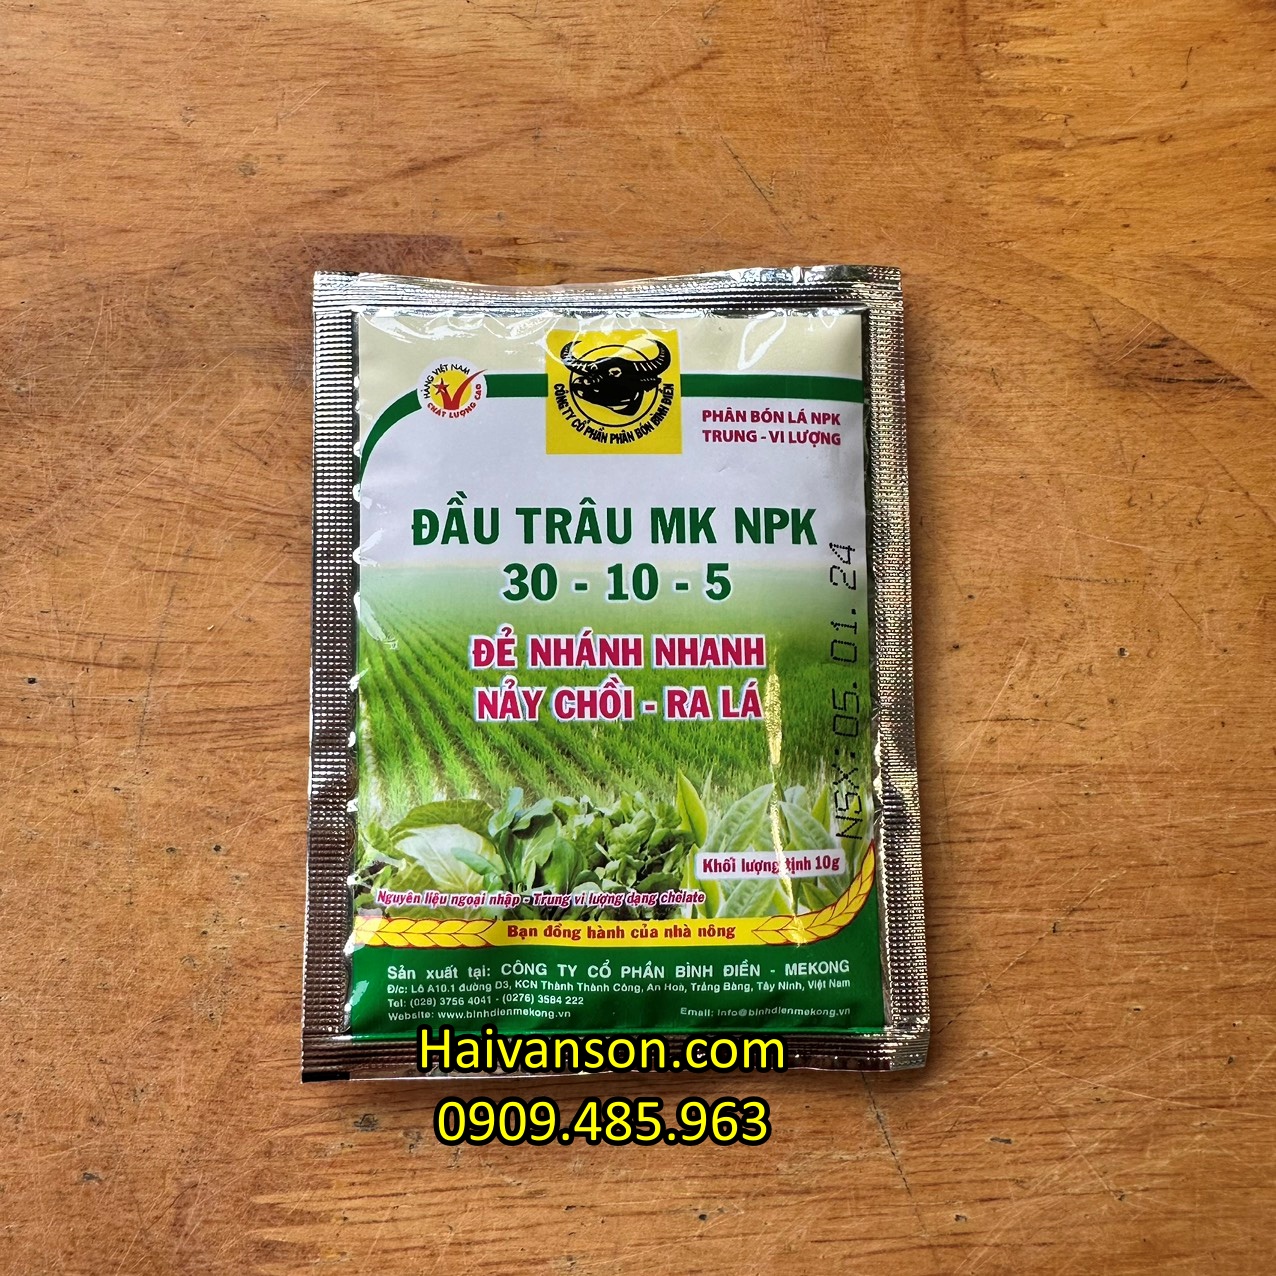 HÀNG VIỆT NAM
CHẤT LƯỢNG CAO
CÔNG TY CỔ PHẦN PHÂN BÓN BÌNH ĐIỀN
PHÂN BÓN LÁ NPK
TRUNG - VI LƯỢNG
ĐẦU TRÂU MK NPK
30 - 10 - 5
ĐẺ NHÁNH NHANH
NẢY CHỒI - RA LÁ
NSX: 05. 01. 24
Khối lượng tịnh 10g
Nguyên liệu ngoại nhập - Trung vi lượng dạng chelate
Bạn đồng hành của nhà nông
Sản xuất tại: CÔNG TY CỔ PHẦN BÌNH ĐIỀN - MEKONG
Đ/c: Lô A10.1 đường D3, KCN Thành Thành Công, An Hoà, Trảng Bàng, Tây Ninh, Việt Nam
Tel: (028) 3756 4041 - (0276) 3584 222
Website: www.binhdienmekong.vn Email: info@binhdienmekong.vn
Haivanson.com
0909.485.963